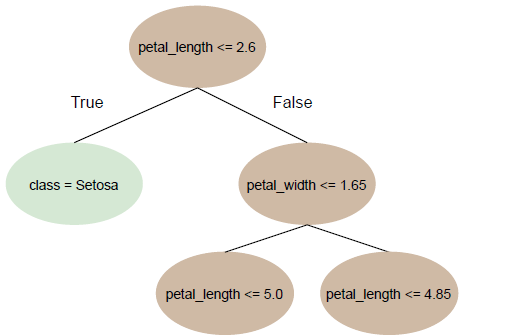 petal_length <= 2.6
True
False
class = Setosa
petal_width <= 1.65
petal_length <= 5.0
petal_length <= 4.85